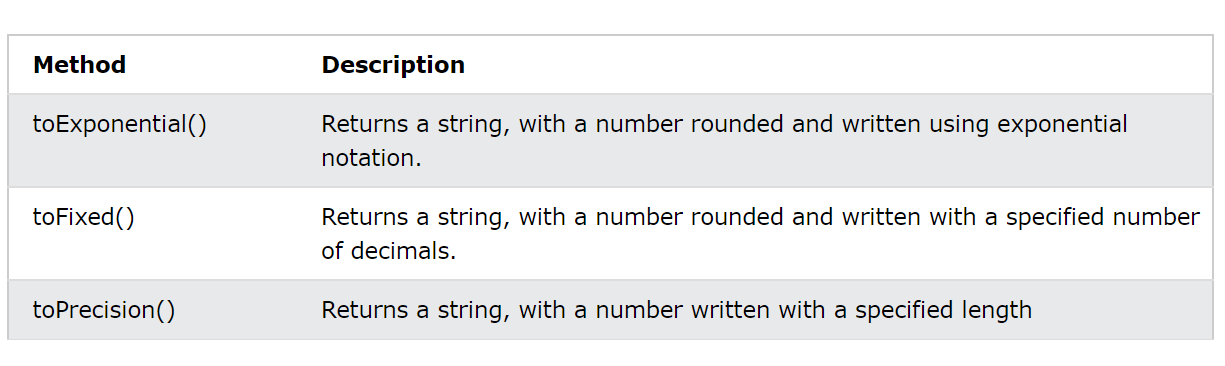 Method Description
toExponential() Returns a string, with a number rounded and written using exponential
notation.
toFixed() Returns a string, with a number rounded and written with a specified number
of decimals.
toPrecision() Returns a string, with a number written with a specified length